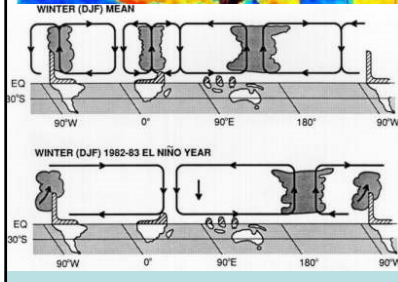 WINTER (DJF) MEAN
EQ
30°S
90°W 0° 90°E 180° 90°W
WINTER (DJF) 1982-83 EL NIÑO YEAR
EQ
30°S
90°W 0° 90°E 180° 90°W